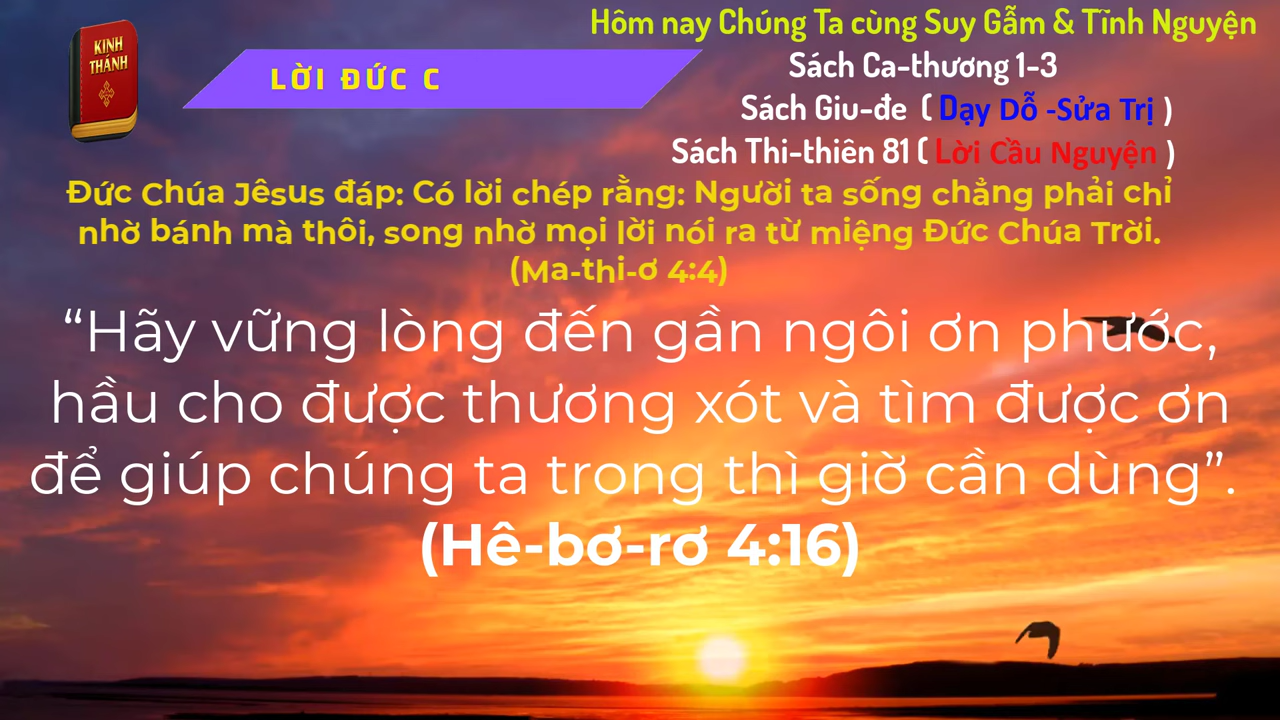 KINH
THÁNH
LỜI ĐỨC C
Hôm nay Chúng Ta cùng Suy Gẫm & Tĩnh Nguyện
Sách Ca-thương 1-3
Sách Giu-đe ( Dạy Dỗ -Sửa Trị )
Sách Thi-thiên 81 ( Lời Cầu Nguyện )
Đức Chúa Jêsus đáp: Có lời chép rằng: Người ta sống chẳng phải chỉ
nhờ bánh mà thôi, song nhờ mọi lời nói ra từ miệng Đức Chúa Trời.
(Ma-thi-ơ 4:4)
“Hãy vững lòng đến gần ngôi ơn phước,
hầu cho được thương xót và tìm được ơn
để giúp chúng ta trong thì giờ cần dùng”.
(Hê-bơ-rơ 4:16)